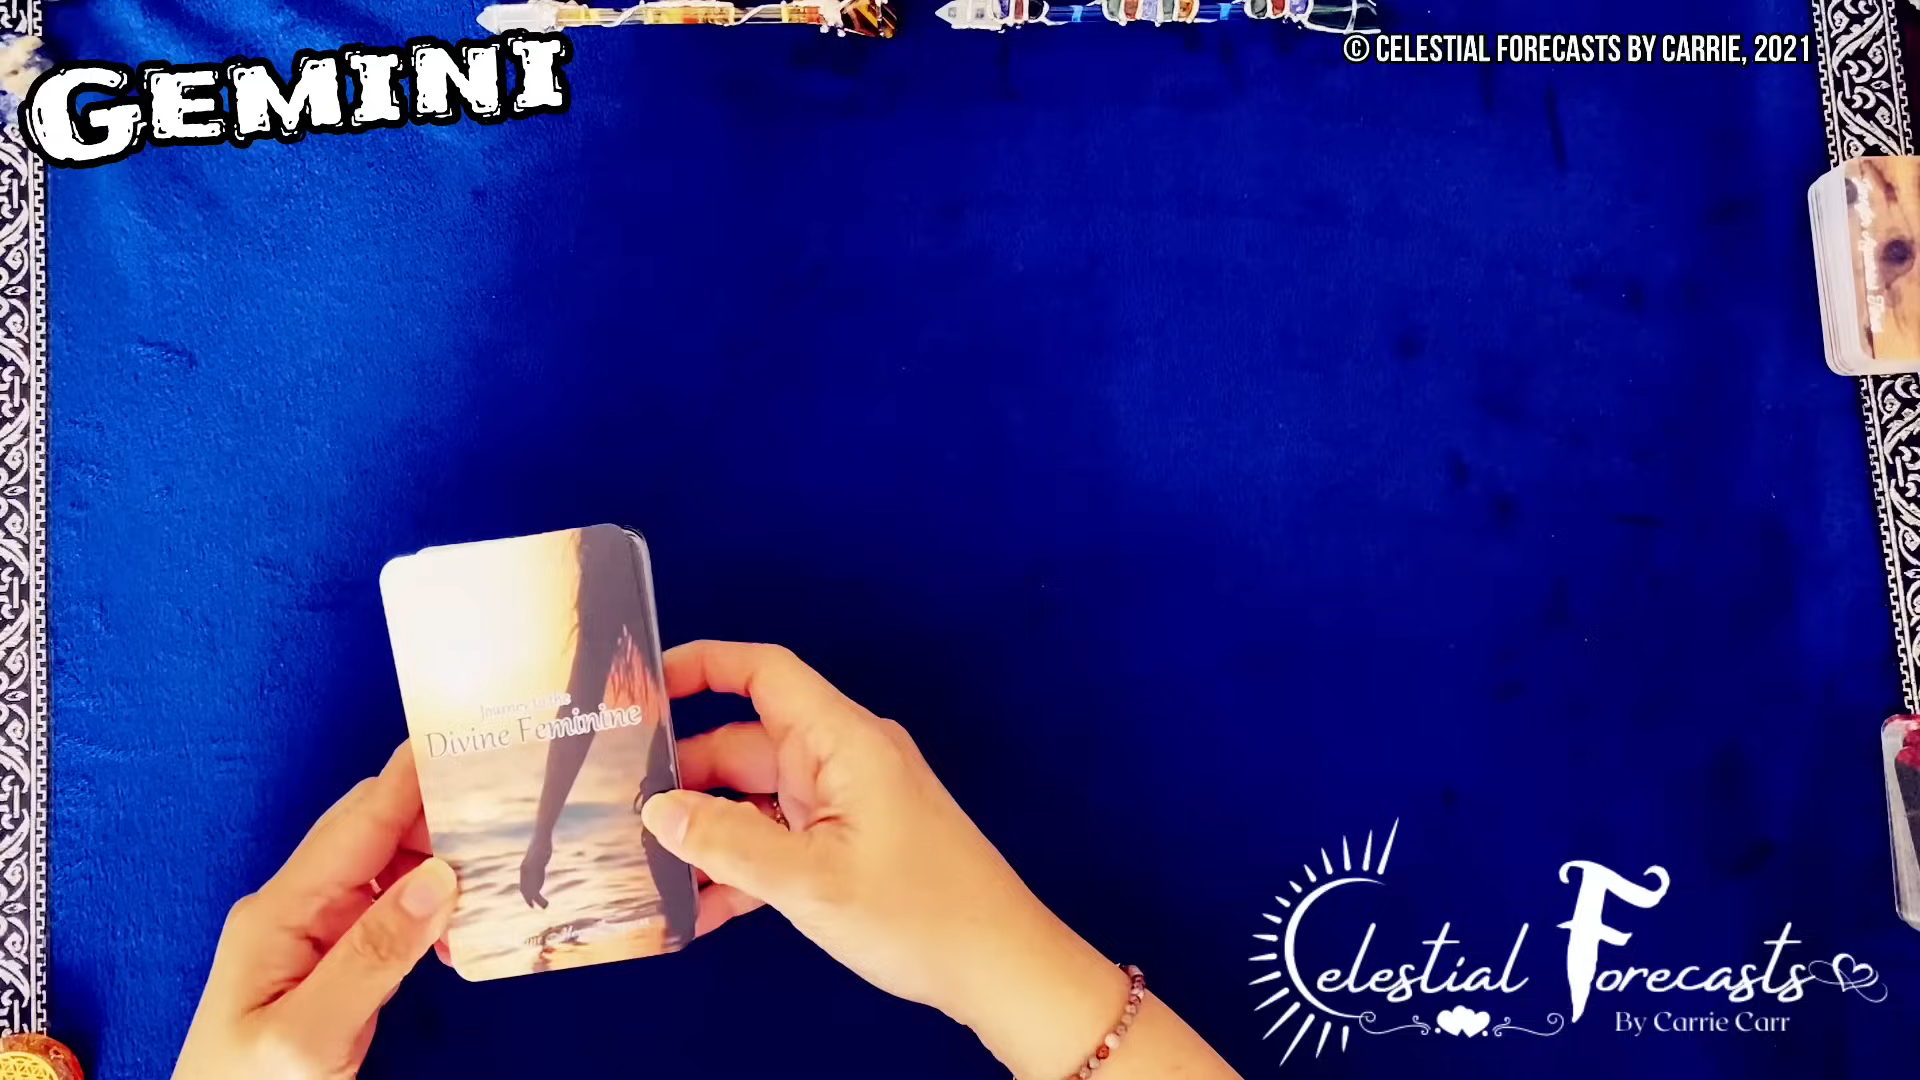 GEMINI
© CELESTIAL FORECASTS BY CARRIE, 2021
Journey to the
Divine Feminine
Celestial Forecasts
By Carrie Carr